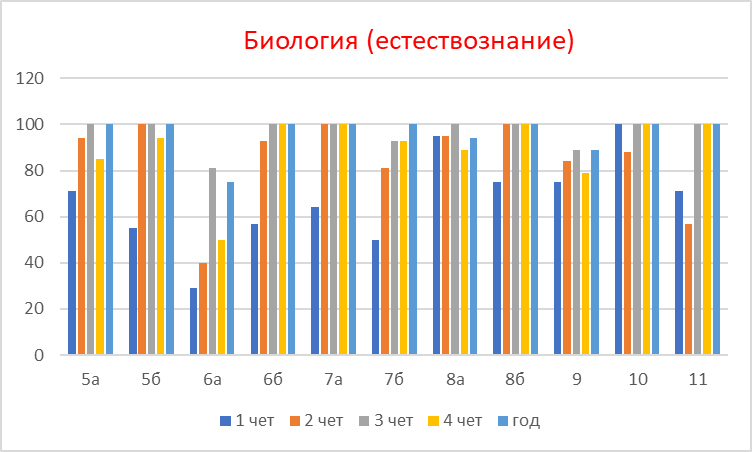 Биология (естествознание)
120
100
80
60
40
20
0
5а 5б 6а 6б 7а 7б 8а 8б 9 10 11
1 чет 2 чет 3 чет 4 чет год